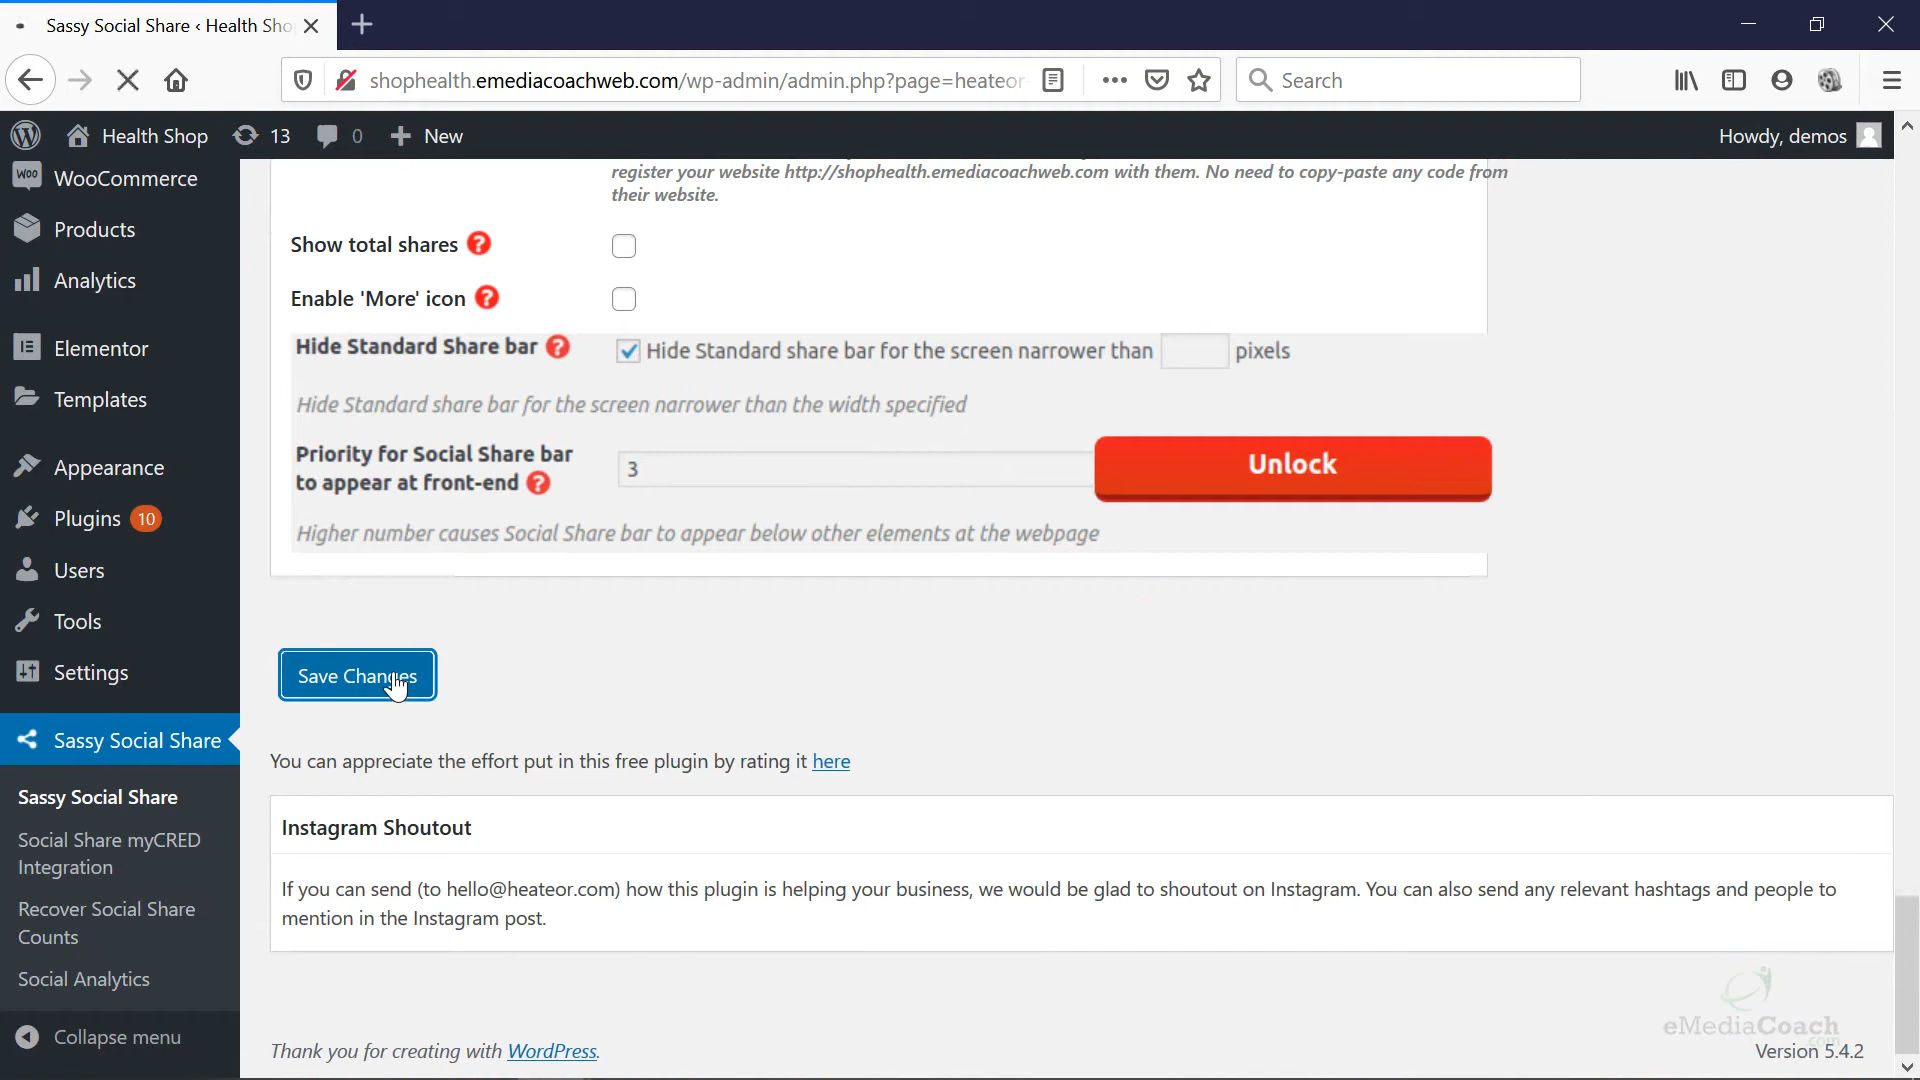 Sassy Social Share ‹ Health Sho
shophealth.emediacoachweb.com/wp-admin/admin.php?page=heateor
Search
Health Shop
13
0
New
Howdy, demos
WooCommerce
Products
Analytics
Elementor
Templates
Appearance
Plugins 10
Users
Tools
Settings
Sassy Social Share
Sassy Social Share
Social Share myCRED
Integration
Recover Social Share
Counts
Social Analytics
Collapse menu
register your website http://shophealth.emediacoachweb.com with them. No need to copy-paste any code from
their website.
Show total shares ?
Enable 'More' icon ?
Hide Standard Share bar ? Hide Standard share bar for the screen narrower than pixels
Hide Standard share bar for the screen narrower than the width specified
Priority for Social Share bar
to appear at front-end ?
3
Unlock
Higher number causes Social Share bar to appear below other elements at the webpage
Save Changes
You can appreciate the effort put in this free plugin by rating it here
Instagram Shoutout
If you can send (to hello@heateor.com) how this plugin is helping your business, we would be glad to shoutout on Instagram. You can also send any relevant hashtags and people to
mention in the Instagram post.
eMediaCoach
.com
Thank you for creating with WordPress.
Version 5.4.2